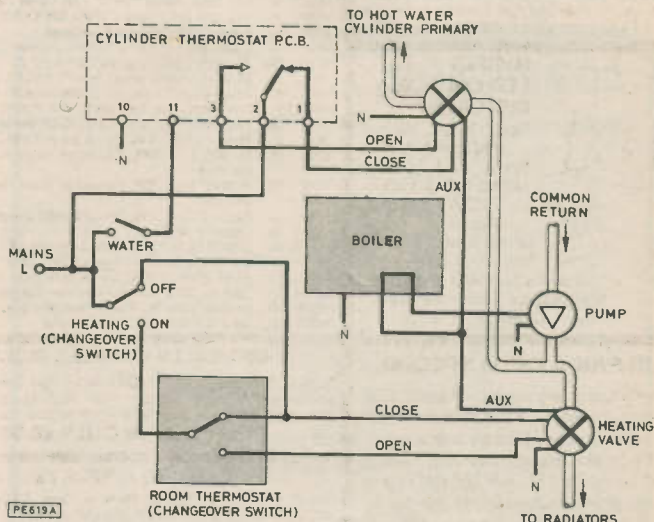 TO HOT WATER
CYLINDER PRIMARY
CYLINDER THERMOSTAT P.C.B.
10
11
3
2
1
N
N
OPEN
CLOSE
AUX
COMMON
RETURN
BOILER
WATER
MAINS
L
OFF
HEATING
(CHANGEOVER
SWITCH)
ON
N
N
PUMP
AUX
CLOSE
HEATING
VALVE
OPEN
N
ROOM THERMOSTAT
(CHANGEOVER SWITCH)
PE619A
TO RADIATORS